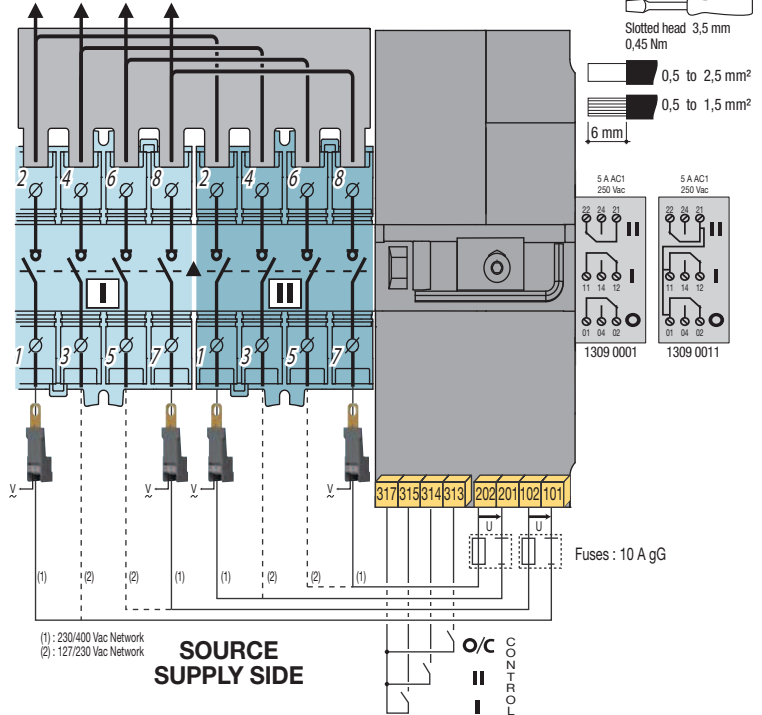 Slotted head 3,5 mm
0,45 Nm
0,5 to 2,5 mm²
0,5 to 1,5 mm²
6 mm
2 4 6 8 2 4 6 8
I II
1 3 5 7 1 3 5 7
5 A AC1
250 Vac
22 24 21
II
11 14 12
I
01 04 02
O
1309 0001
5 A AC1
250 Vac
22 24 21
II
11 14 12
I
01 04 02
O
1309 0011
V~ V~ V~ V~
317 315 314 313 202 201 102 101
U U
Fuses : 10 A gG
(1) (2) (2) (1) (1) (2) (2) (1)
(1) : 230/400 Vac Network
(2) : 127/230 Vac Network
SOURCE
SUPPLY SIDE
O/C
II
I
CONTROL